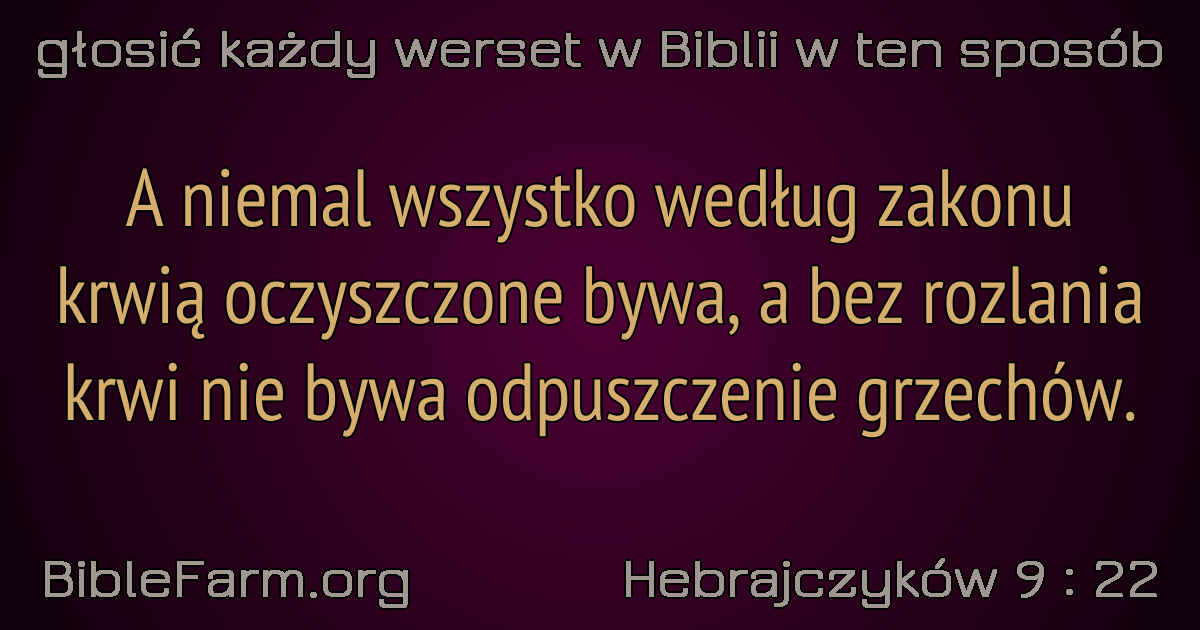 głosić każdy werset w Biblii w ten sposób
A niemal wszystko według zakonu
krwią oczyszczone bywa, a bez rozlania
krwi nie bywa odpuszczenie grzechów.
BibleFarm.org
Hebrajczyków 9 : 22